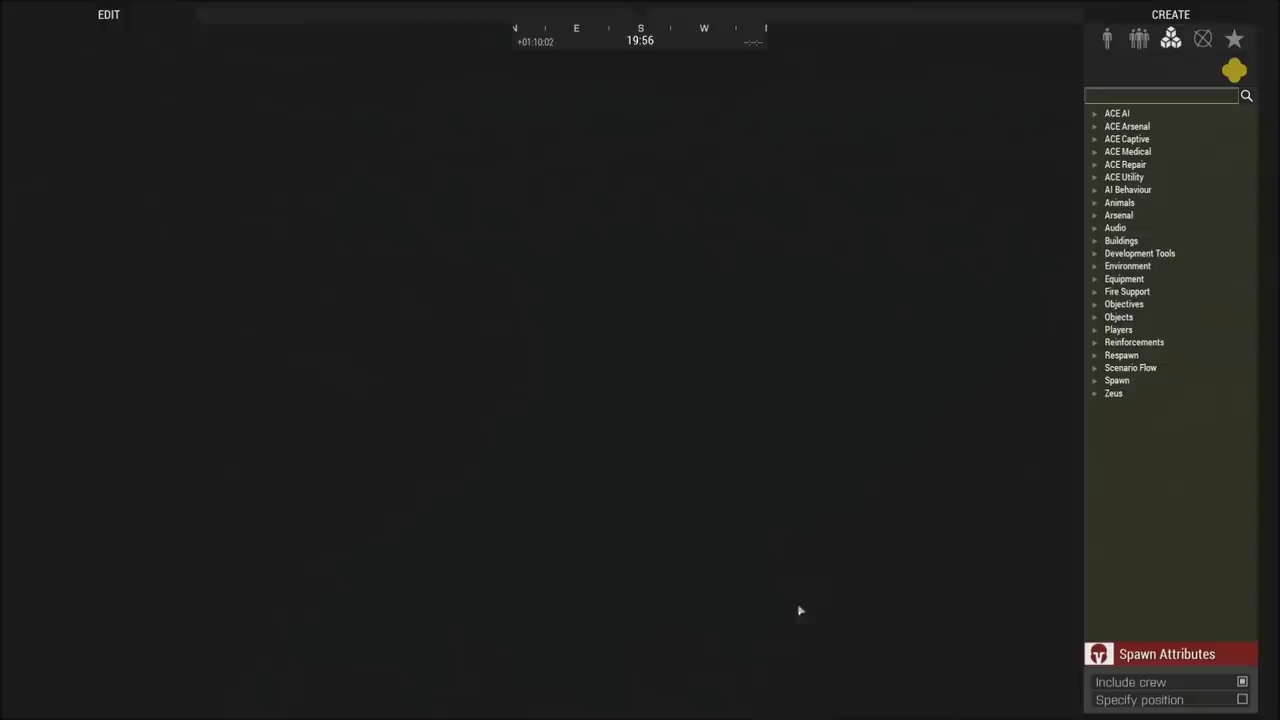 EDIT
CREATE
N E S W
+01:10:02
19:56
--:--
ACE AI
ACE Arsenal
ACE Captive
ACE Medical
ACE Repair
ACE Utility
AI Behaviour
Animals
Arsenal
Audio
Buildings
Development Tools
Environment
Equipment
Fire Support
Objectives
Objects
Players
Reinforcements
Respawn
Scenario Flow
Spawn
Zeus
Spawn Attributes
Include crew
Specify position